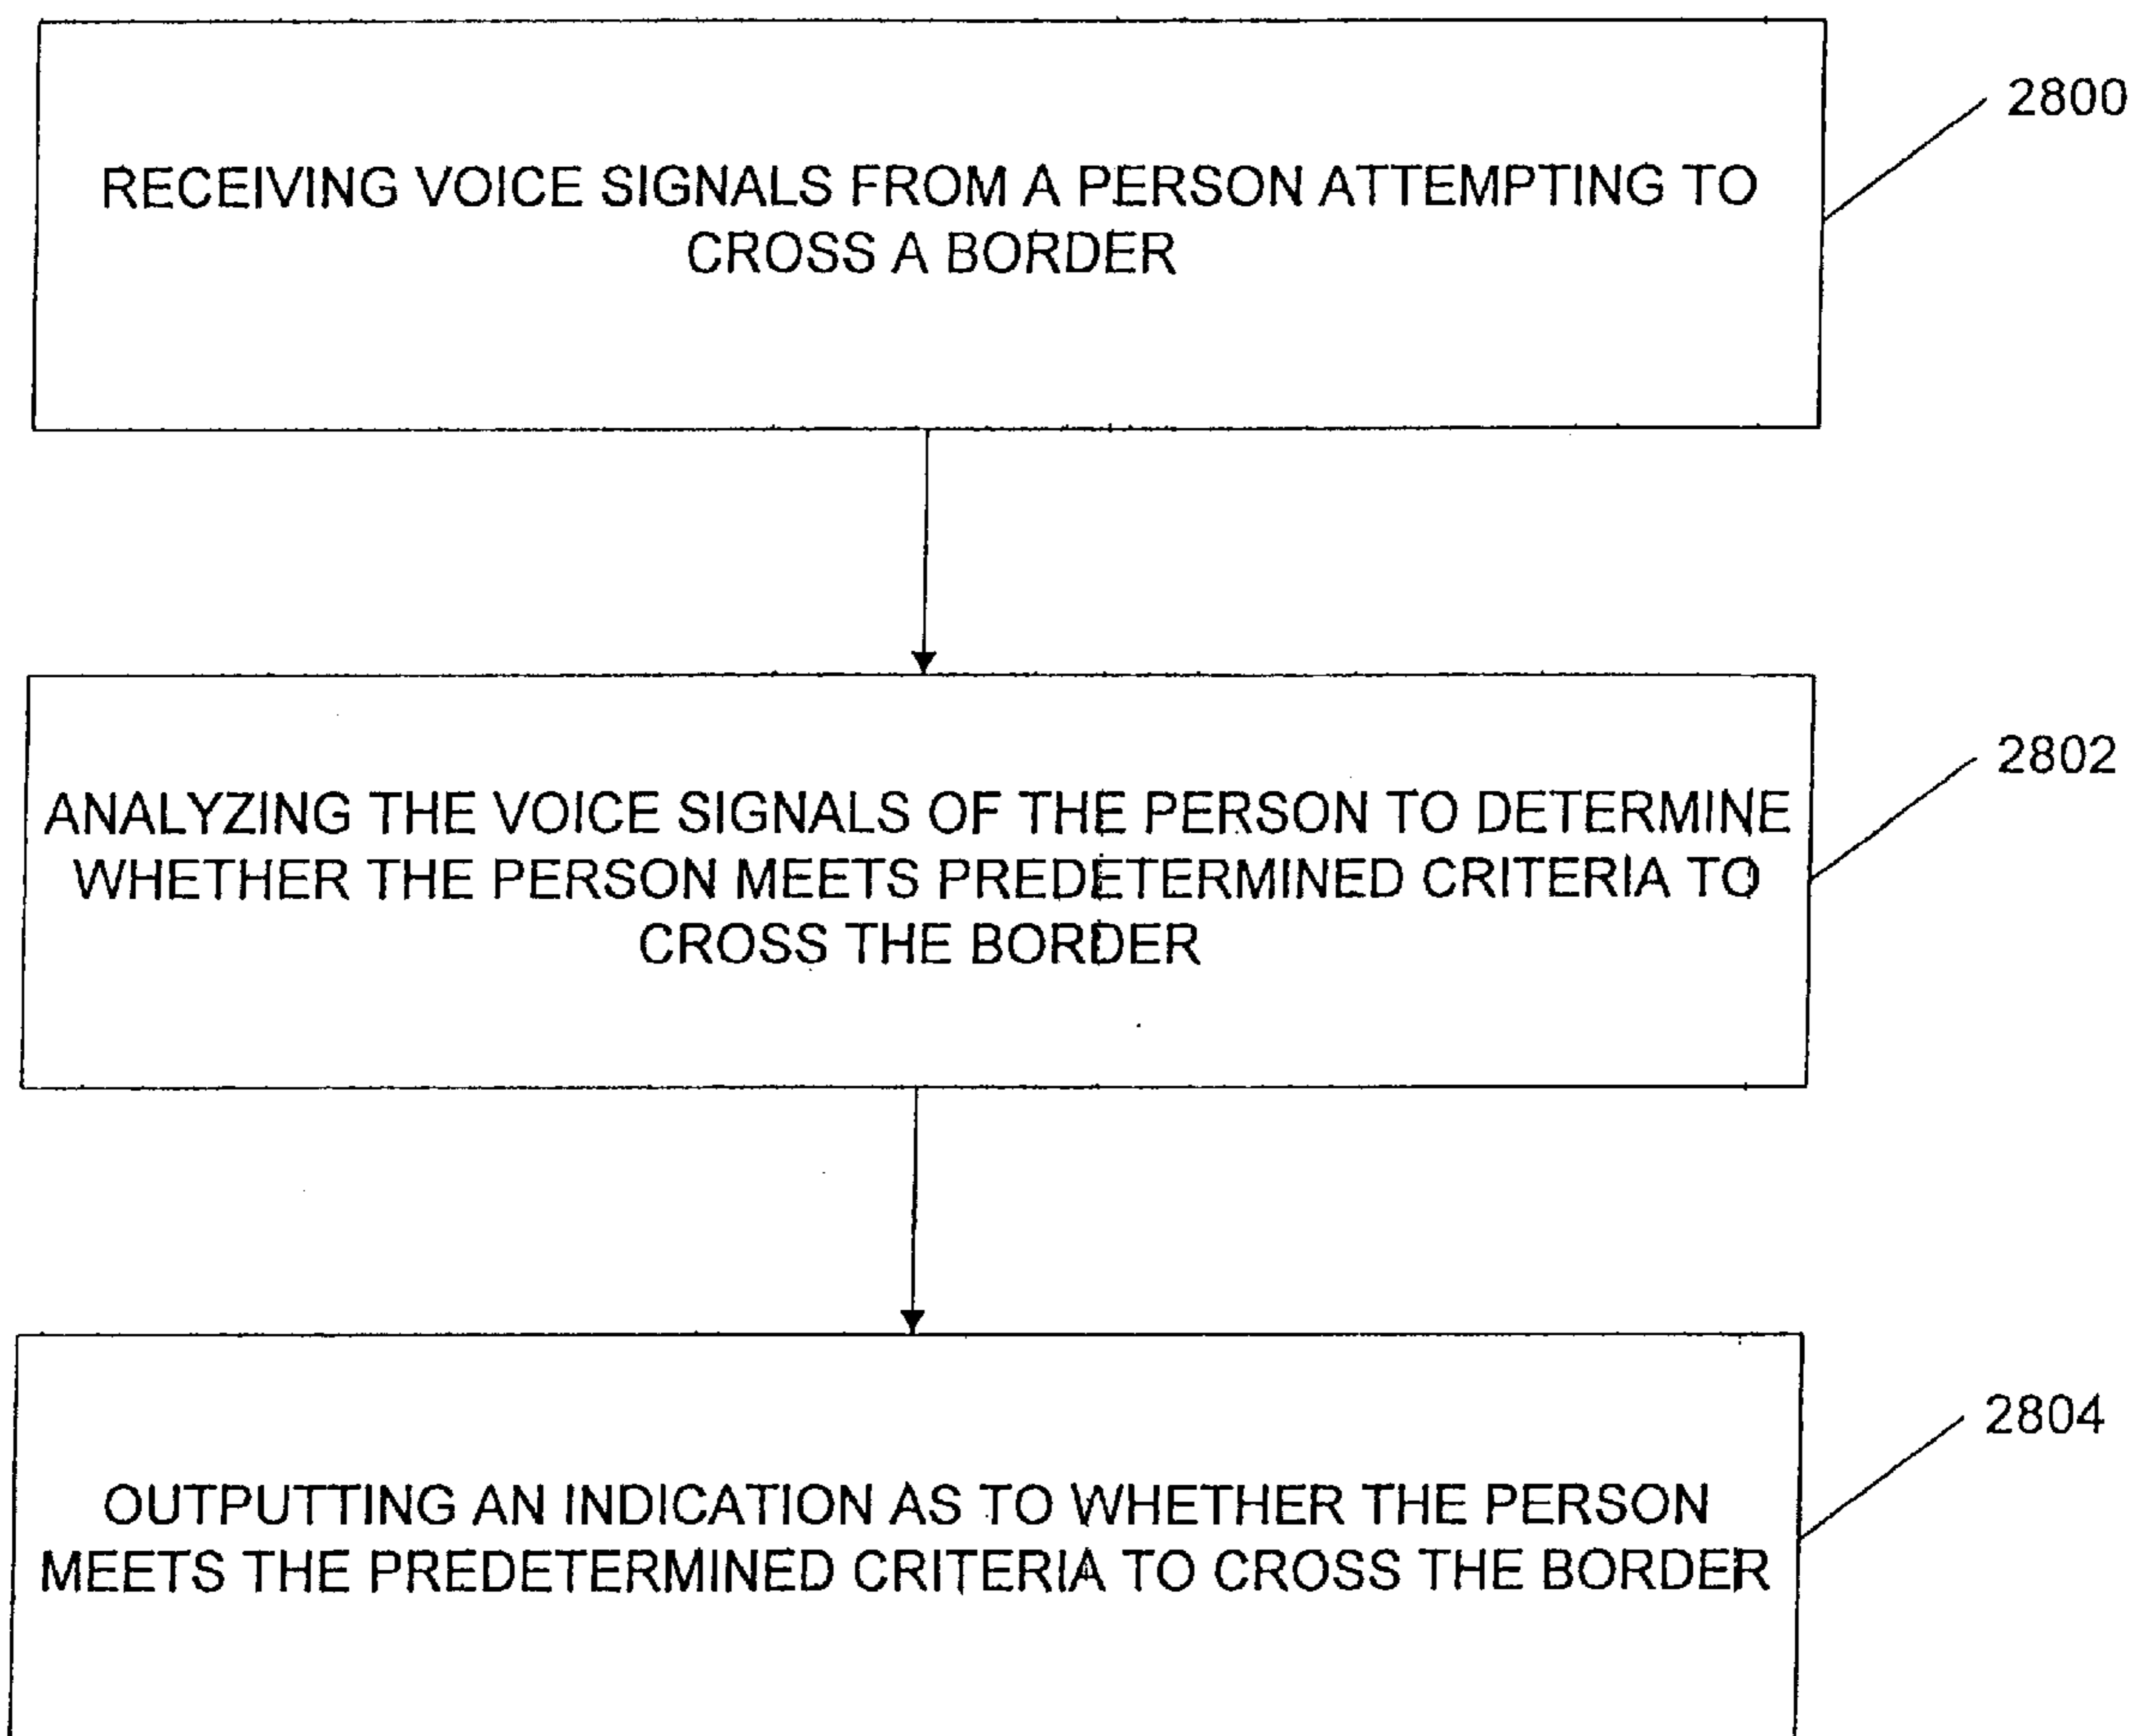 RECEIVING VOICE SIGNALS FROM A PERSON ATTEMPTING TO
CROSS A BORDER
2800
ANALYZING THE VOICE SIGNALS OF THE PERSON TO DETERMINE
WHETHER THE PERSON MEETS PREDETERMINED CRITERIA TO
CROSS THE BORDER
2802
OUTPUTTING AN INDICATION AS TO WHETHER THE PERSON
MEETS THE PREDETERMINED CRITERIA TO CROSS THE BORDER
2804